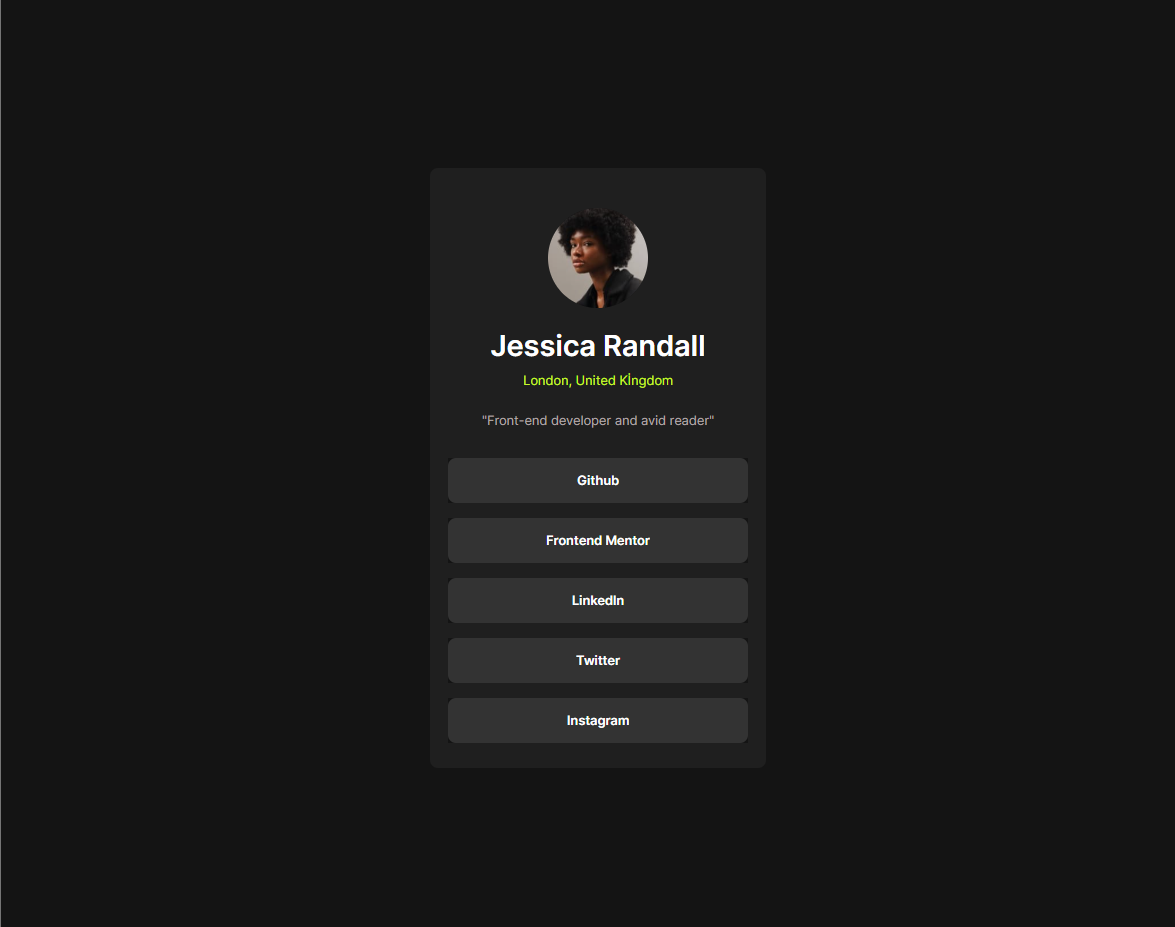 Jessica Randall
London, United Kİngdom
"Front-end developer and avid reader"
Github
Frontend Mentor
LinkedIn
Twitter
Instagram